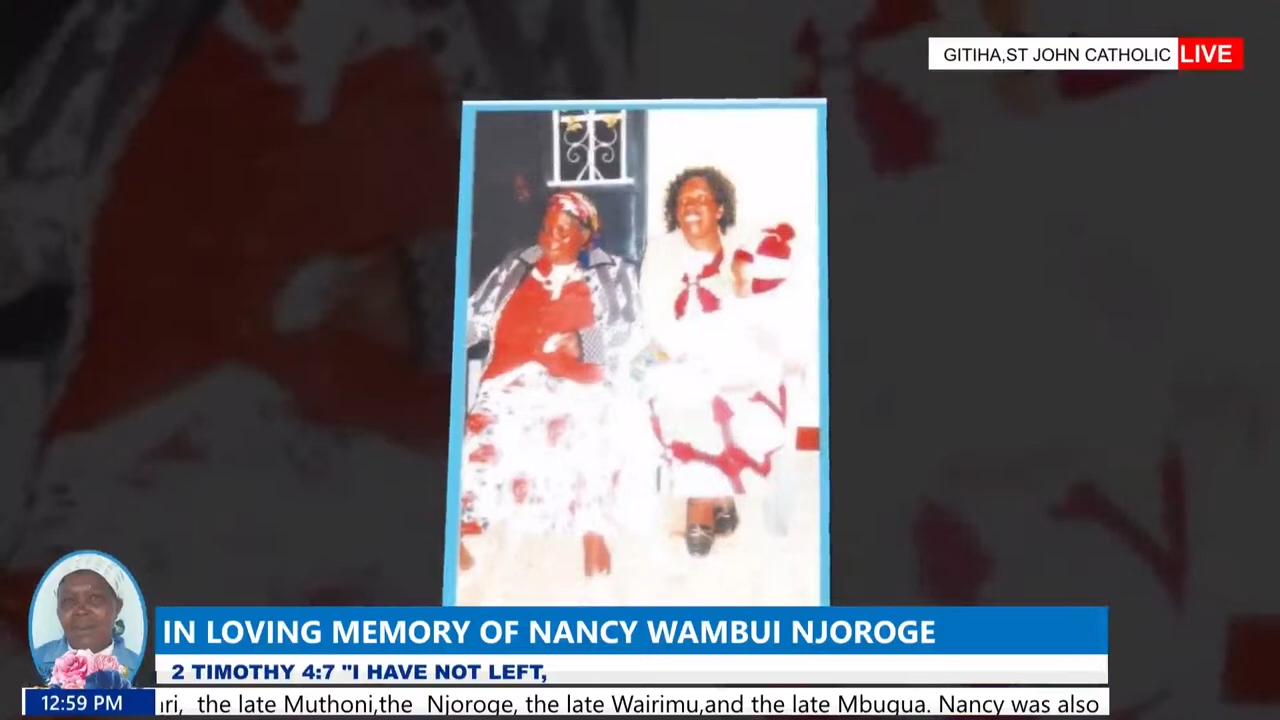 GITIHA,ST JOHN CATHOLIC LIVE
IN LOVING MEMORY OF NANCY WAMBUI NJOROGE
2 TIMOTHY 4:7 "I HAVE NOT LEFT,
12:59 PM
the late Muthoni,the Njoroge, the late Wairimu,and the late Mbugua. Nancy was also